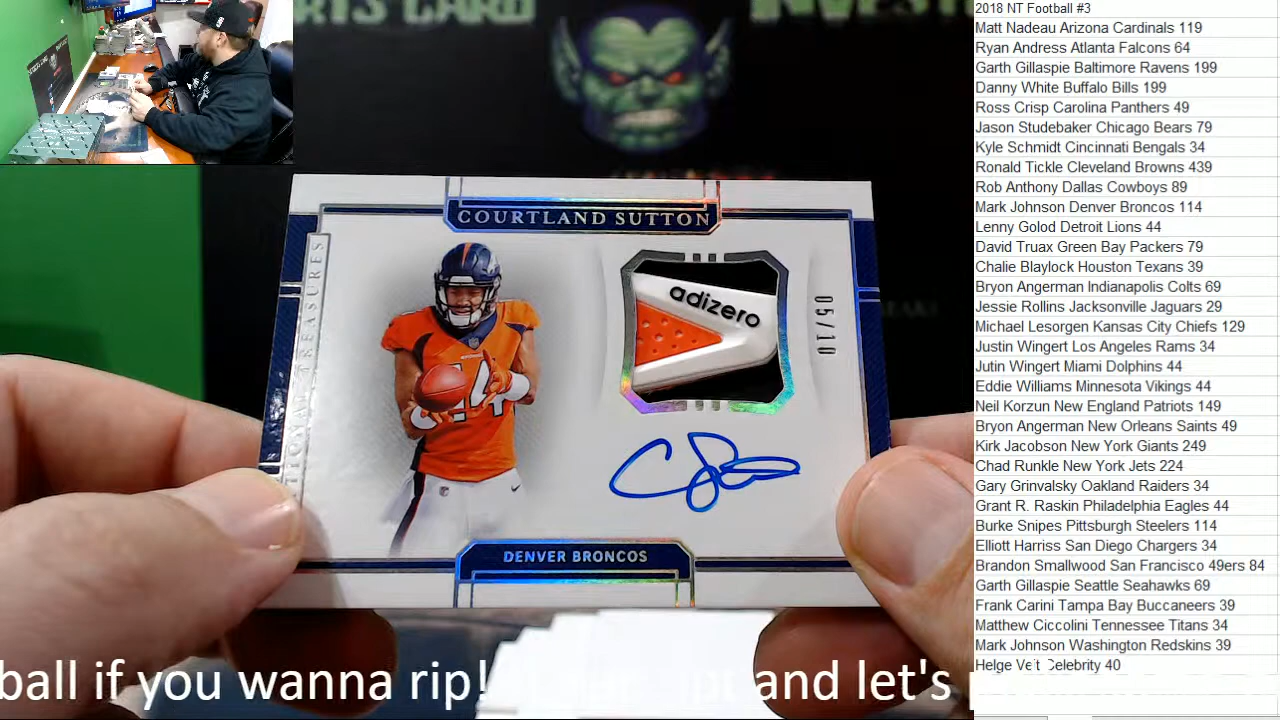 2018 NT Football #3
Matt Nadeau Arizona Cardinals 119
Ryan Andress Atlanta Falcons 64
Garth Gillaspie Baltimore Ravens 199
Danny White Buffalo Bills 199
Ross Crisp Carolina Panthers 49
Jason Studebaker Chicago Bears 79
Kyle Schmidt Cincinnati Bengals 34
Ronald Tickle Cleveland Browns 439
Rob Anthony Dallas Cowboys 89
Mark Johnson Denver Broncos 114
Lenny Golod Detroit Lions 44
David Truax Green Bay Packers 79
Chalie Blaylock Houston Texans 39
Bryon Angerman Indianapolis Colts 69
Jessie Rollins Jacksonville Jaguars 29
Michael Lesorgen Kansas City Chiefs 129
Justin Wingert Los Angeles Rams 34
Jutin Wingert Miami Dolphins 44
Eddie Williams Minnesota Vikings 44
Neil Korzun New England Patriots 149
Bryon Angerman New Orleans Saints 49
Kirk Jacobson New York Giants 249
Chad Runkle New York Jets 224
Gary Grinvalsky Oakland Raiders 34
Grant R. Raskin Philadelphia Eagles 44
Burke Snipes Pittsburgh Steelers 114
Elliott Harriss San Diego Chargers 34
Brandon Smallwood San Francisco 49ers 84
Garth Gillaspie Seattle Seahawks 69
Frank Carini Tampa Bay Buccaneers 39
Matthew Ciccolini Tennessee Titans 34
Mark Johnson Washington Redskins 39
Helge Veit Celebrity 40
CARD
COURTLAND SUTTON
TREASURES
adizero
05/10
DENVER BRONCOS
ball if you wanna rip! and let's